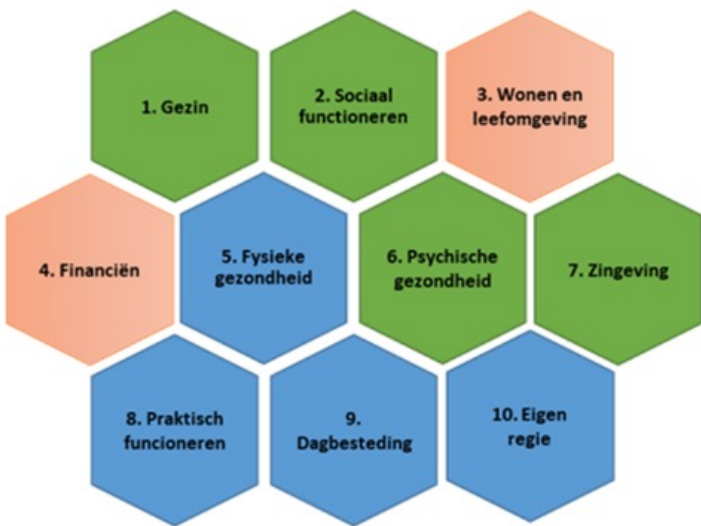 1. Gezin
2. Sociaal
functioneren
3. Wonen en
leefomgeving
4. Financiën
5. Fysieke
gezondheid
6. Psychische
gezondheid
7. Zingeving
8. Praktisch
funcioneren
9.
Dagbesteding
10. Eigen
regie